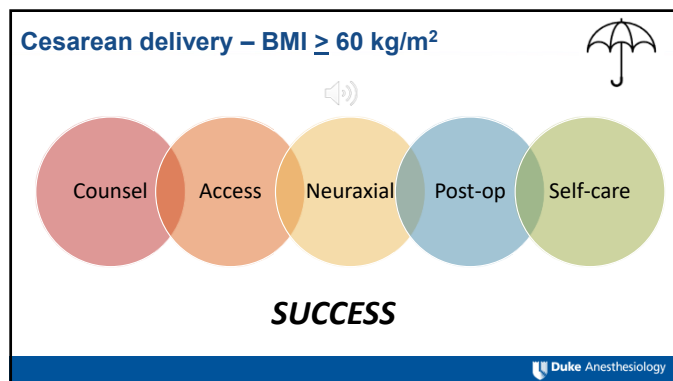 Cesarean delivery – BMI ≥ 60 kg/m²
Counsel Access Neuraxial Post-op Self-care
SUCCESS
Duke Anesthesiology